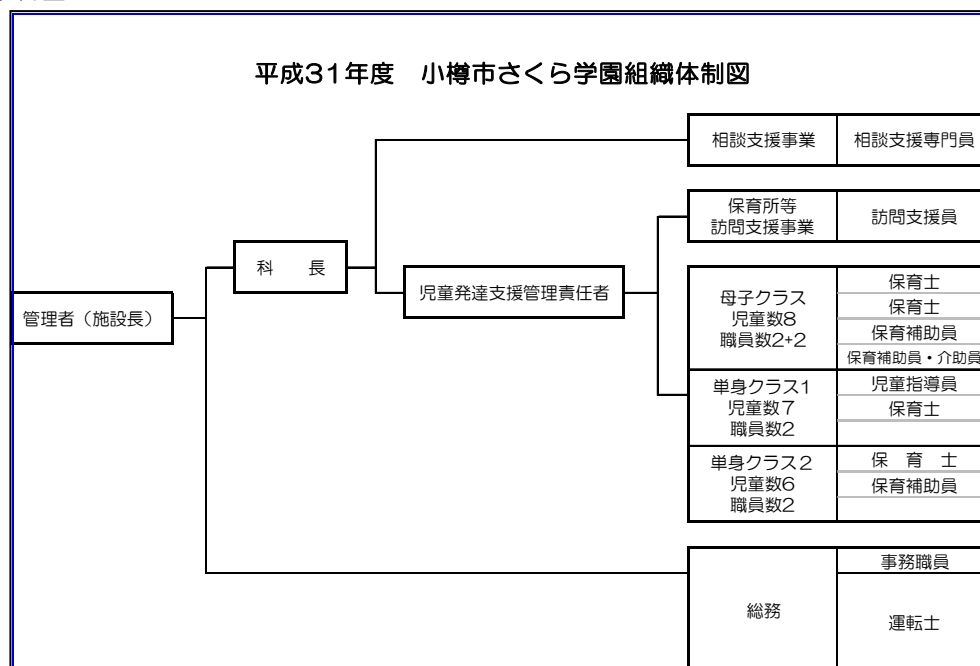 平成31年度 小樽市さくら学園組織体制図
相談支援事業 相談支援専門員
保育所等
訪問支援事業
訪問支援員
科 長
児童発達支援管理責任者
管理者（施設長）
母子クラス
児童数8
職員数2+2
保育士
保育士
保育補助員
保育補助員・介助員
単身クラス1
児童数7
職員数2
児童指導員
保育士
単身クラス2
児童数6
職員数2
保 育 士
保育補助員
総務
事務職員
運転士